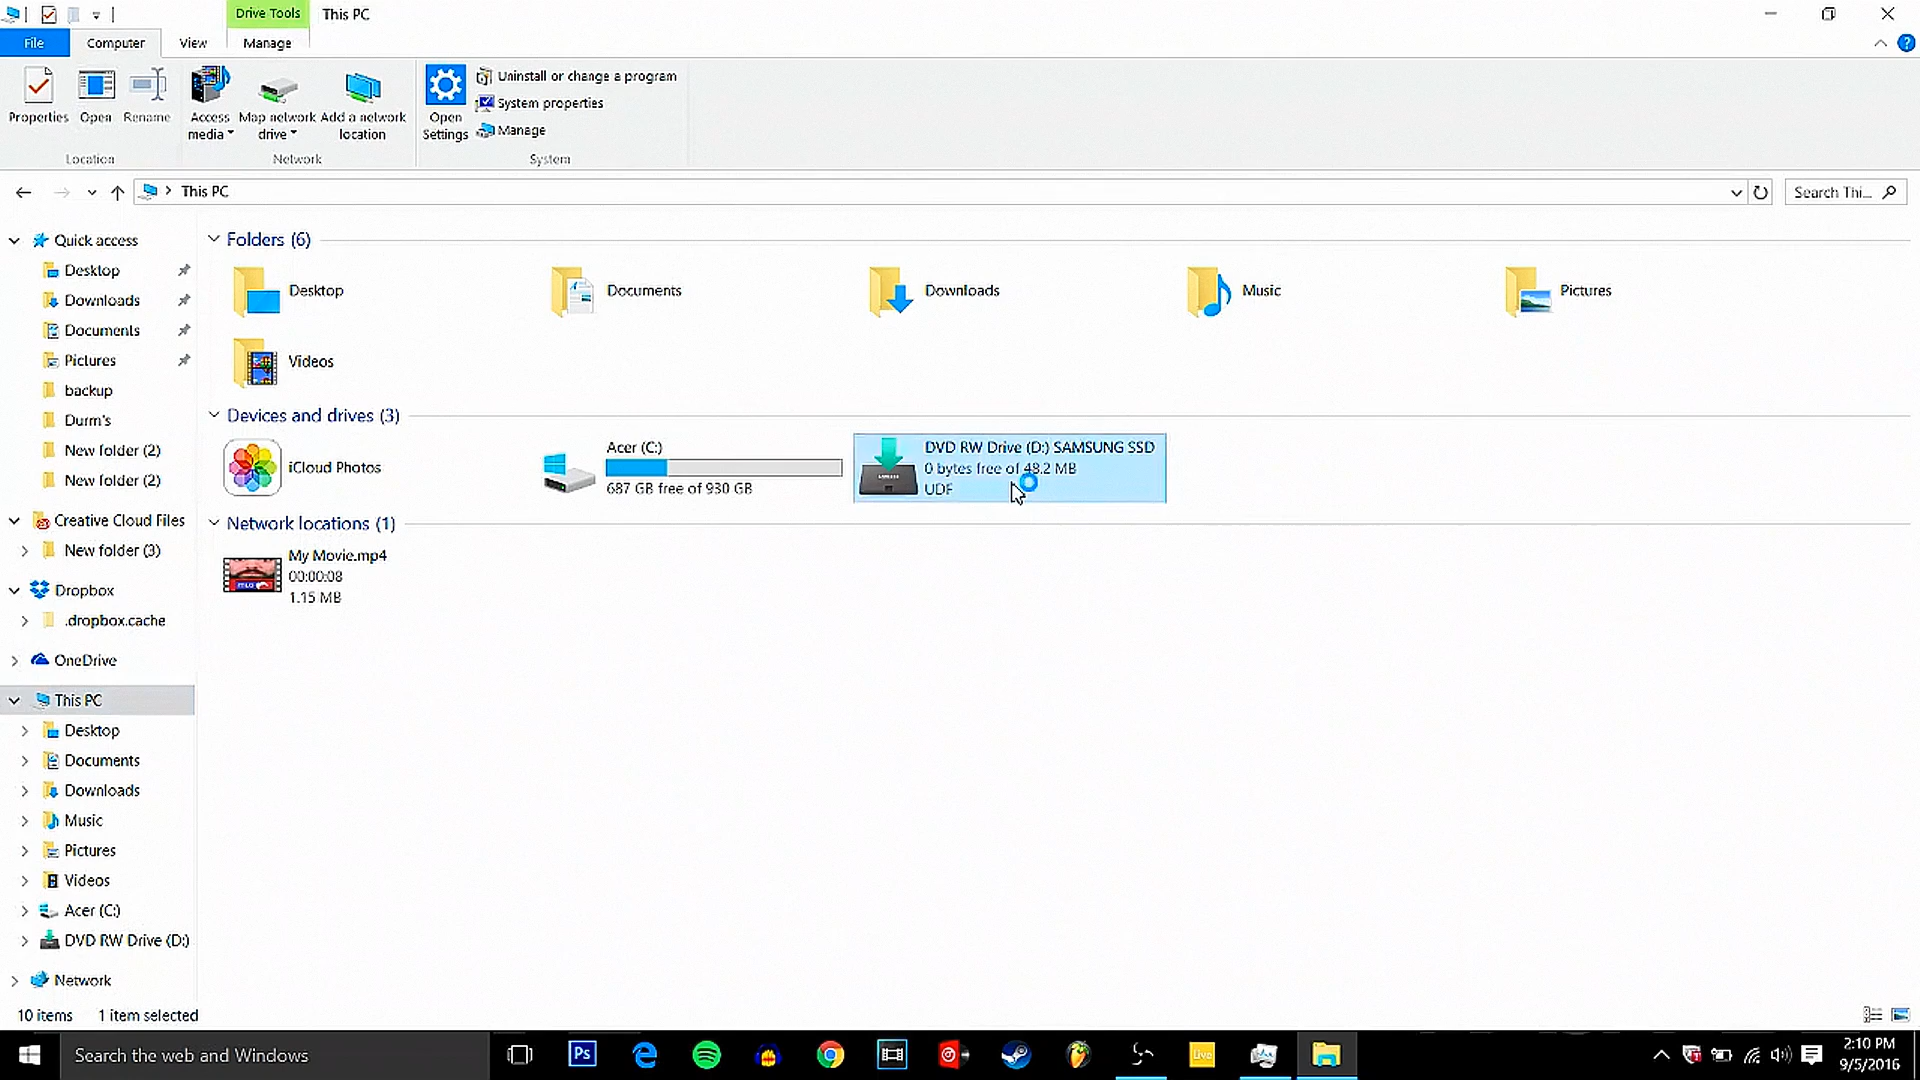 Drive Tools
This PC
File
Computer
View
Manage
Properties
Open
Rename
Access media
Map network drive
Add a network location
Open Settings
Uninstall or change a program
System properties
Manage
Location
Network
System
This PC
Search Thi...
Quick access
Desktop
Downloads
Documents
Pictures
backup
Durm's
New folder (2)
New folder (2)
Creative Cloud Files
New folder (3)
Dropbox
.dropbox.cache
OneDrive
This PC
Desktop
Documents
Downloads
Music
Pictures
Videos
Acer (C:)
DVD RW Drive (D:)
Network
Folders (6)
Desktop
Documents
Downloads
Music
Pictures
Videos
Devices and drives (3)
iCloud Photos
Acer (C:)
687 GB free of 930 GB
DVD RW Drive (D:) SAMSUNG SSD
0 bytes free of 48.2 MB
UDF
Network locations (1)
My Movie.mp4
00:00:08
1.15 MB
10 items
1 item selected
Search the web and Windows
Ps
Live
2:10 PM
9/5/2016